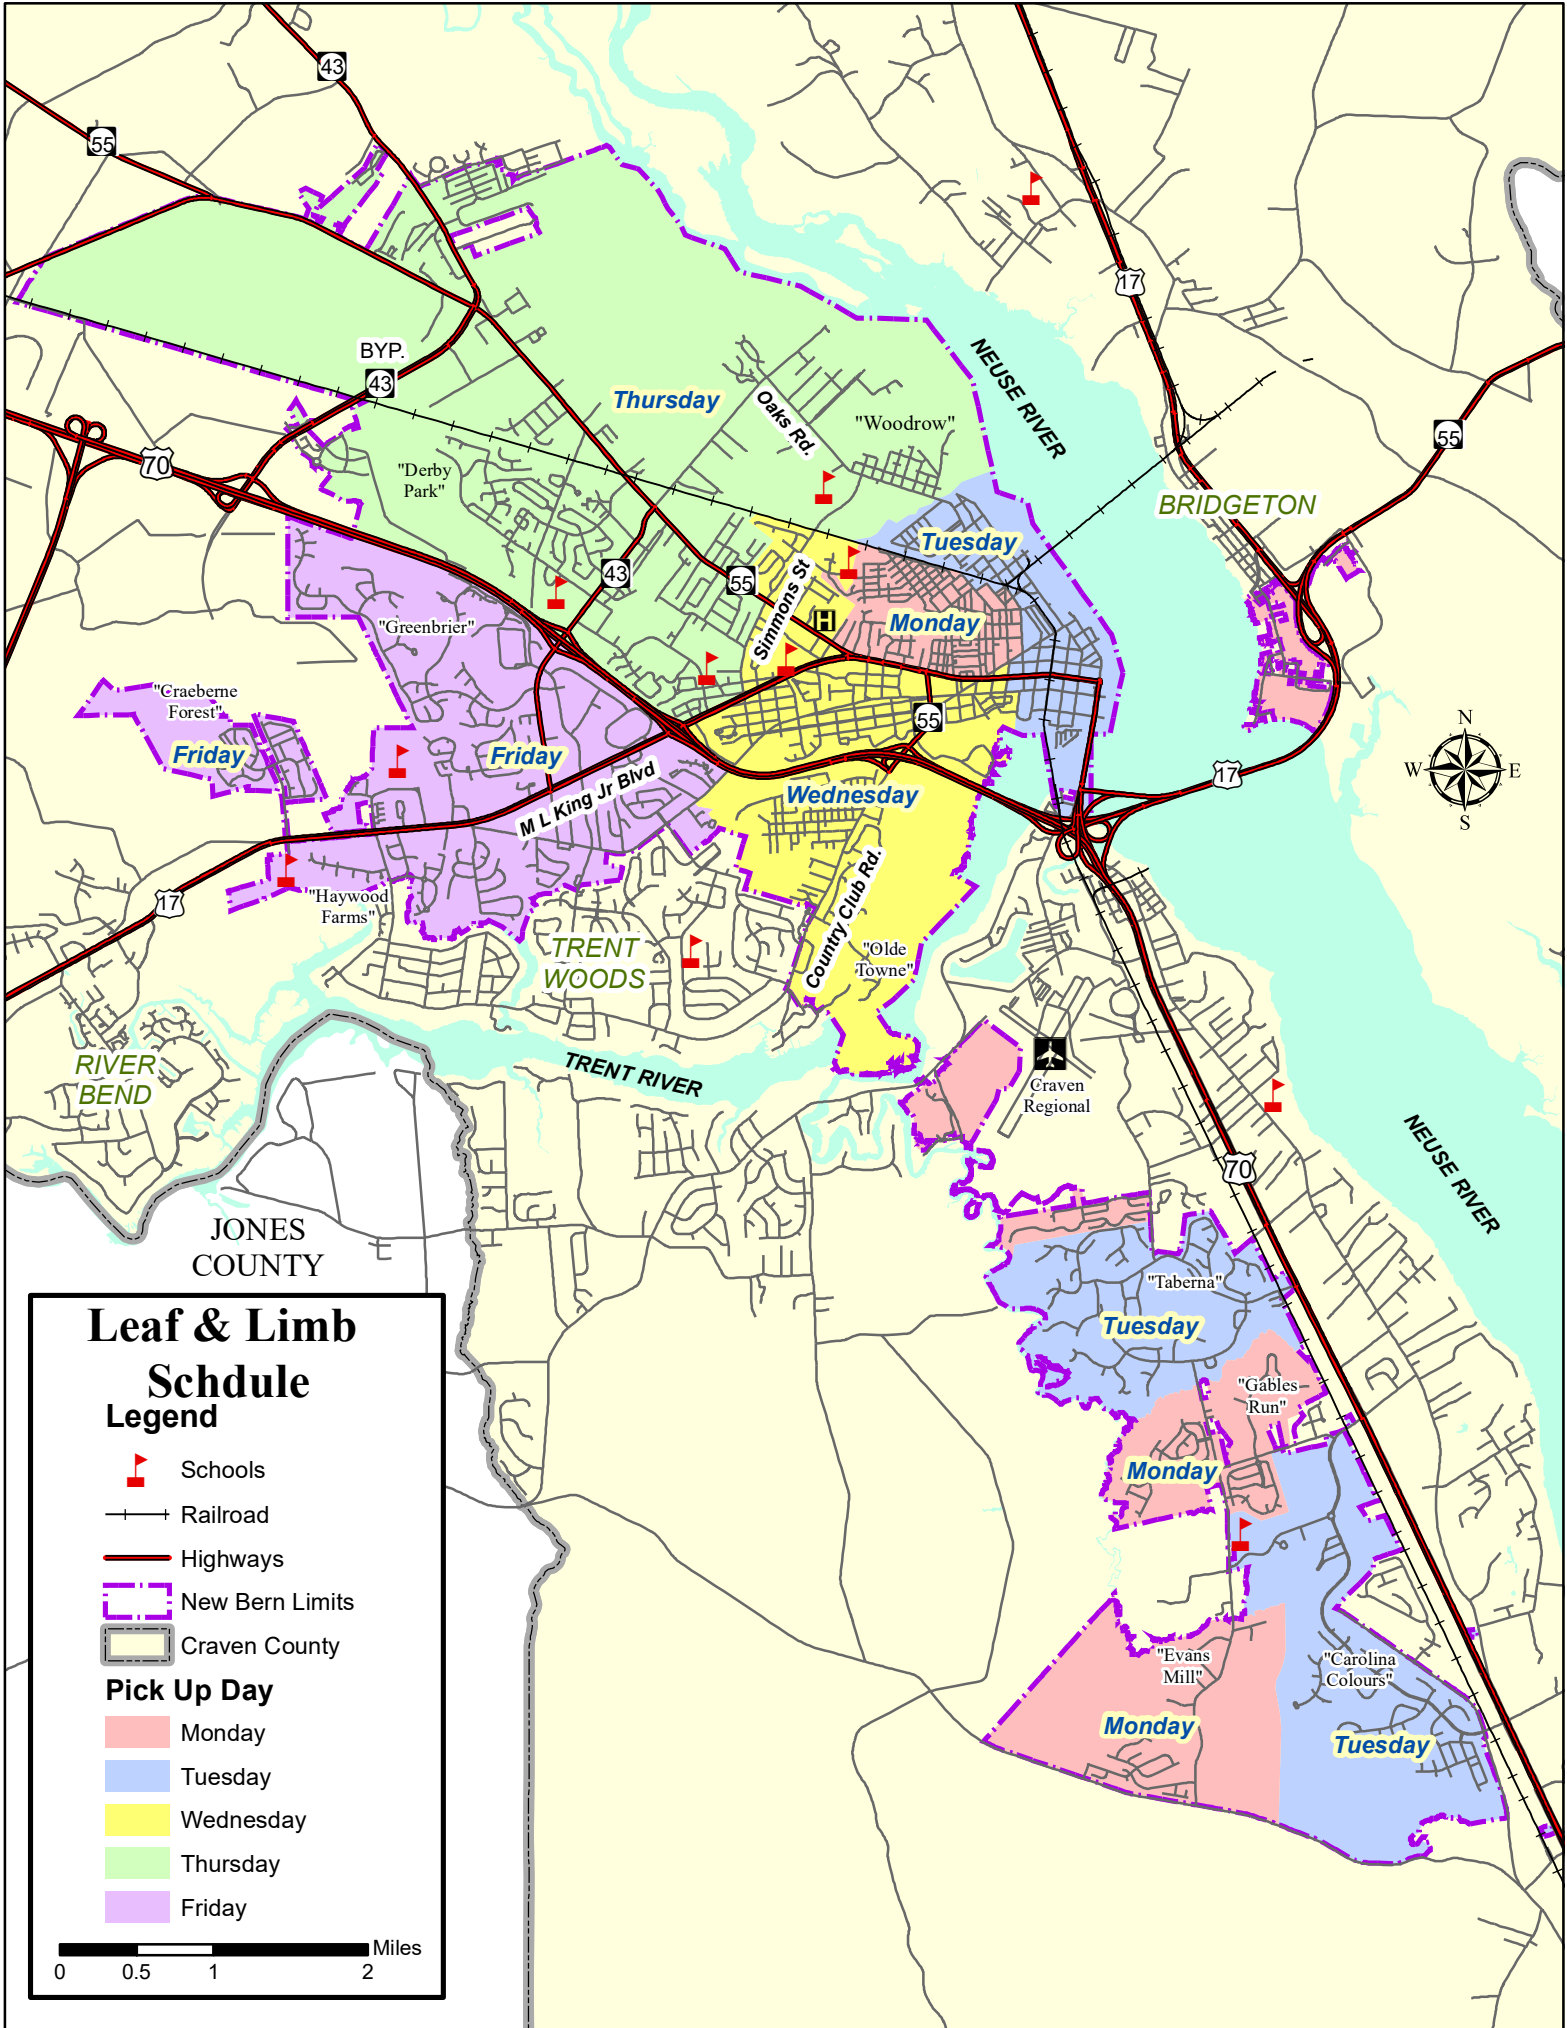 43
55
17
BYP.
43
Thursday
Oaks Rd.
"Woodrow"
NEUSE RIVER
70
55
"Derby
Park"
BRIDGETON
Tuesday
43
55
Simmons St
H
Monday
"Greenbrier"
"Craeberne
Forest"
Friday
Friday
55
N
W
E
S
17
M L King Jr Blvd
Wednesday
Country Club Rd.
17
"Haywood
Farms"
TRENT
WOODS
"Olde
Towne"
RIVER
BEND
TRENT RIVER
Craven
Regional
NEUSE RIVER
70
JONES
COUNTY
"Taberna"
Tuesday
"Gables
Run"
Monday
"Evans
Mill"
"Carolina
Colours"
Monday
Tuesday
Leaf & Limb
Schdule
Legend
Schools
Railroad
Highways
New Bern Limits
Craven County
Pick Up Day
Monday
Tuesday
Wednesday
Thursday
Friday
Miles
0 0.5 1 2